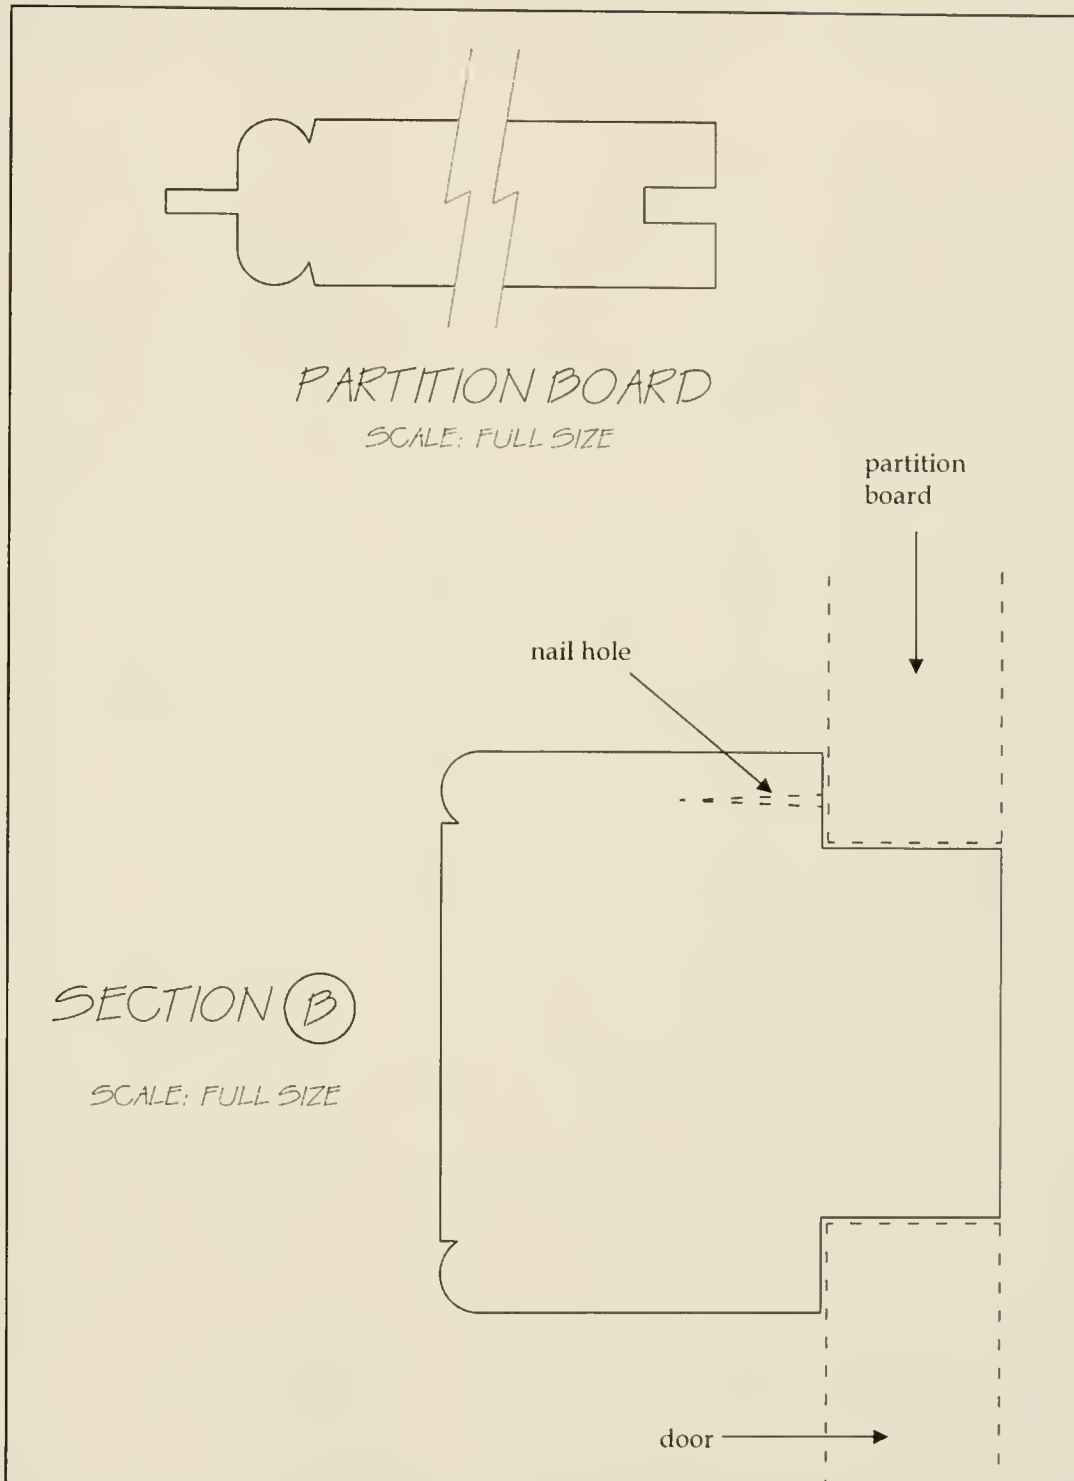 PARTITION BOARD
SCALE: FULL SIZE
partition
board
nail hole
SECTION B
SCALE: FULL SIZE
door